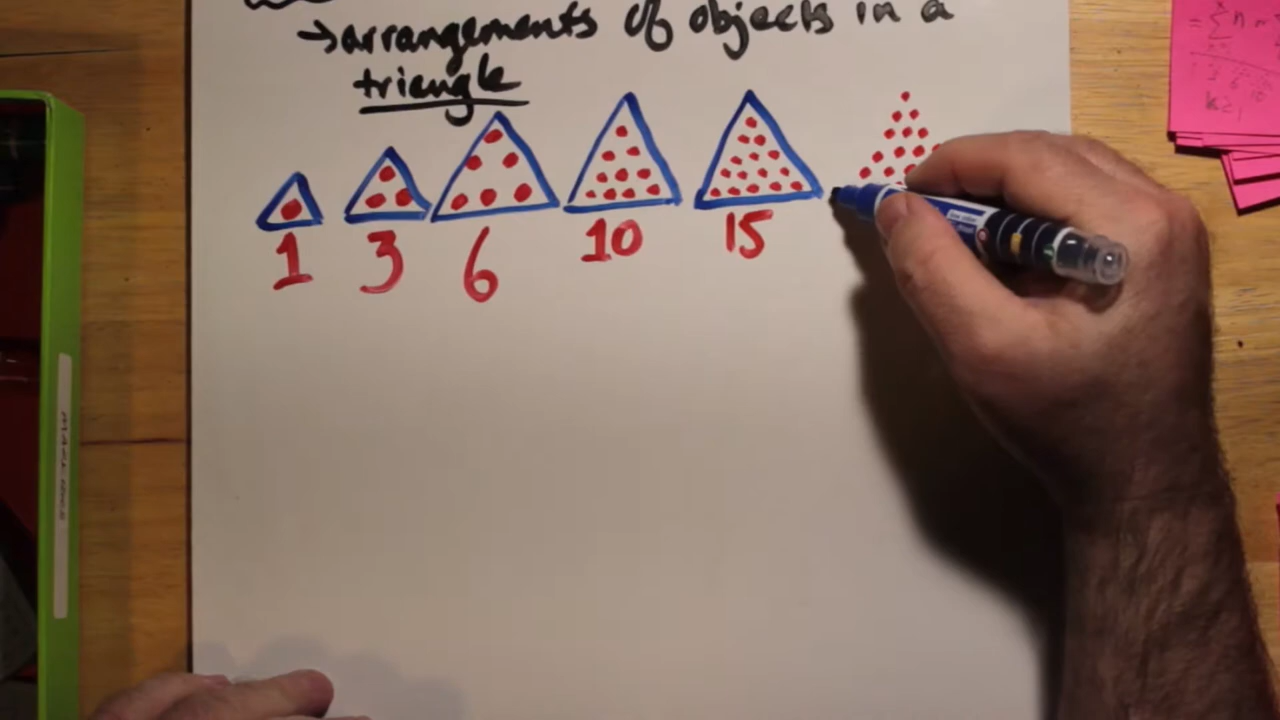 →arrangements of objects in a
triangle
1 3 6 10 15